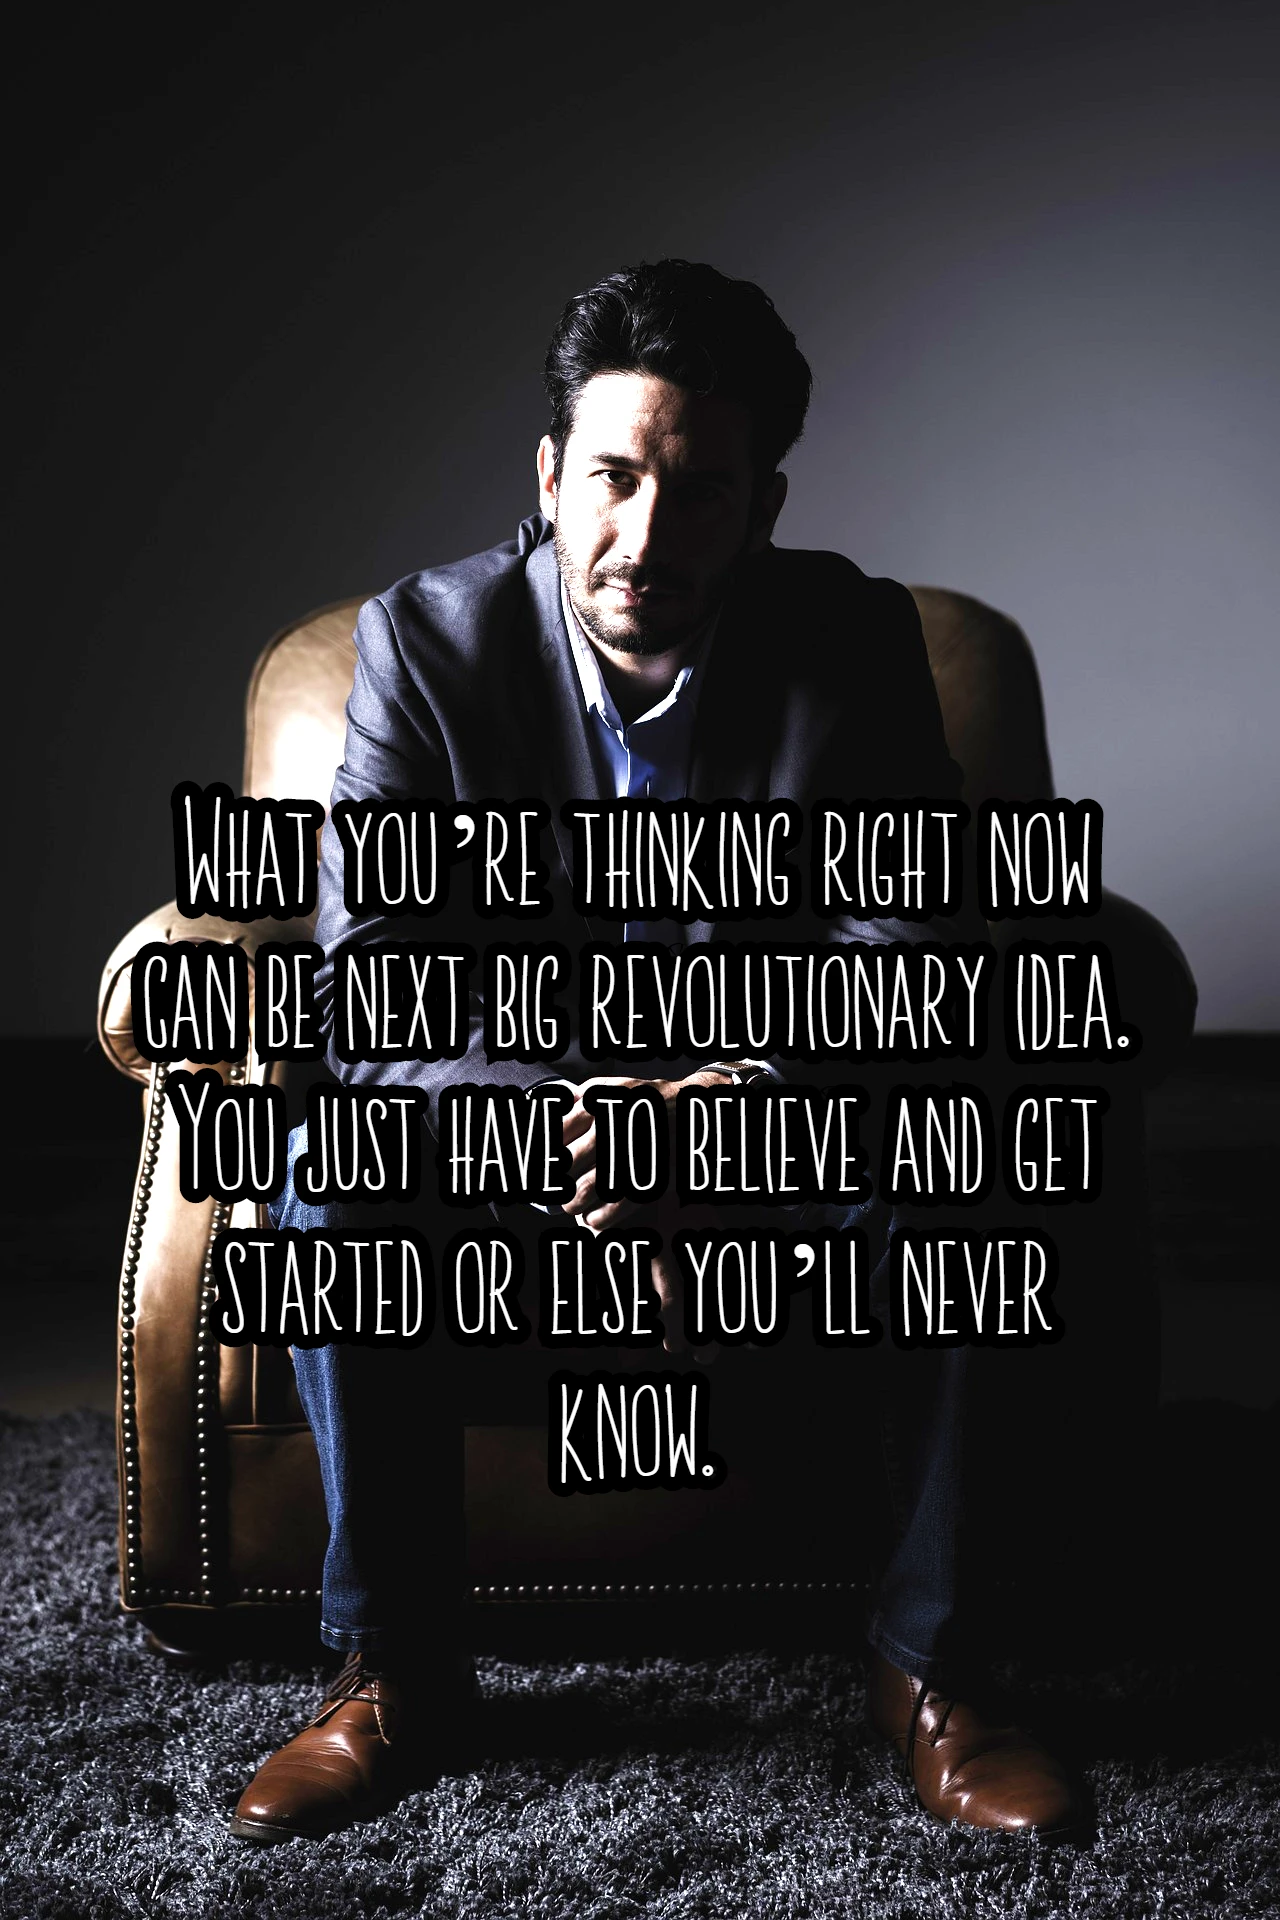 What you're thinking right now
can be next big revolutionary idea.
You just have to believe and get
started or else you'll never
know.